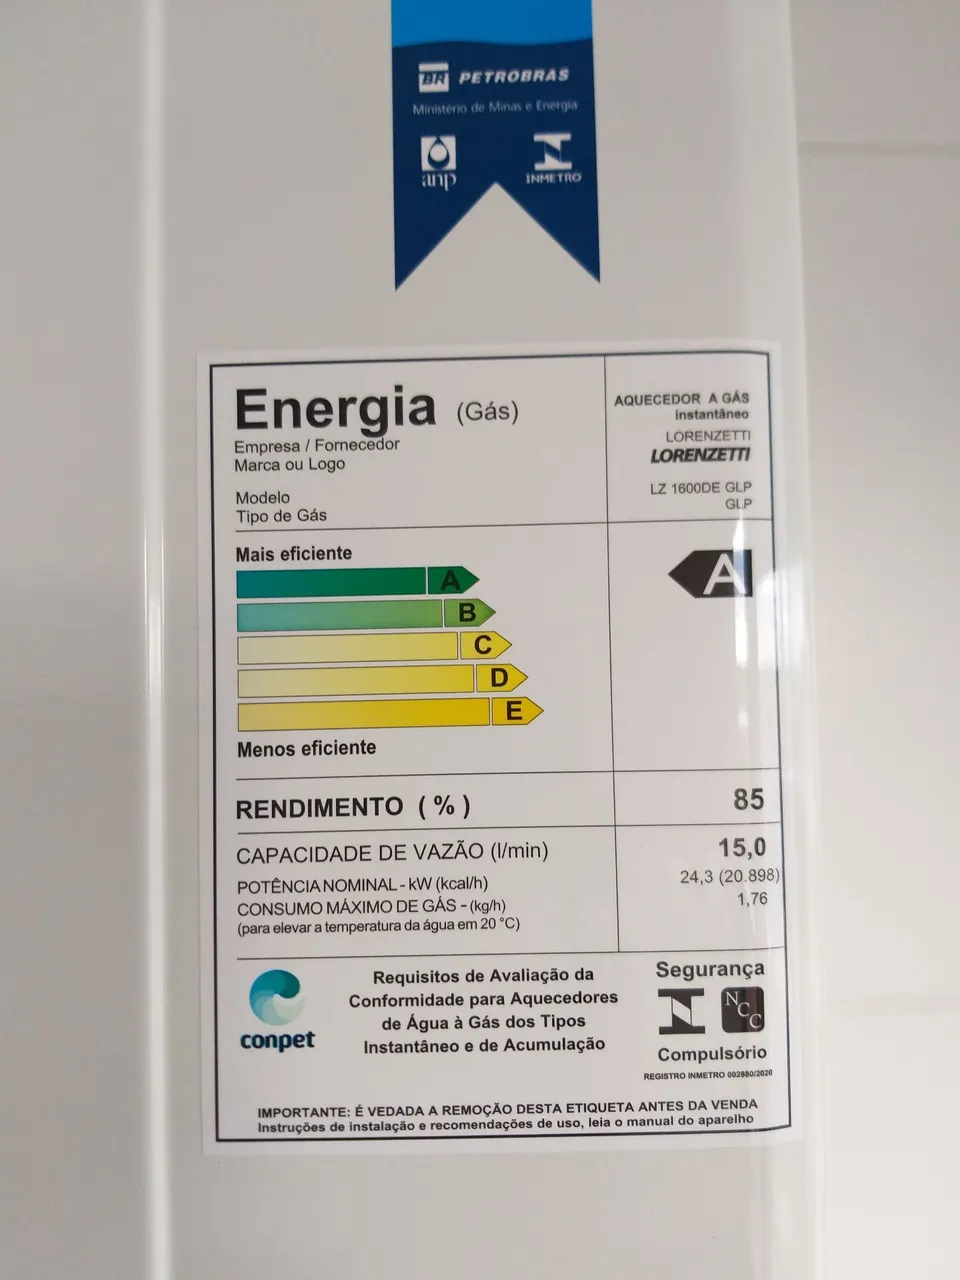 BR PETROBRAS
Ministério de Minas e Energia
anp
INMETRO
Energia (Gás)
Empresa / Fornecedor
Marca ou Logo
Modelo
Tipo de Gás
AQUECEDOR A GÁS
instantâneo
LORENZETTI
LORENZETTI
LZ 1600DE GLP
GLP
Mais eficiente
A
B
C
D
E
Menos eficiente
A
RENDIMENTO ( % ) 85
CAPACIDADE DE VAZÃO (l/min) 15,0
POTÊNCIA NOMINAL - kW (kcal/h) 24,3 (20.898)
CONSUMO MÁXIMO DE GÁS - (kg/h) 1,76
(para elevar a temperatura da água em 20 °C)
conpet
Requisitos de Avaliação da
Conformidade para Aquecedores
de Água à Gás dos Tipos
Instantâneo e de Acumulação
Segurança
NCC
Compulsório
REGISTRO INMETRO 002880/2020
IMPORTANTE: É VEDADA A REMOÇÃO DESTA ETIQUETA ANTES DA VENDA
Instruções de instalação e recomendações de uso, leia o manual do aparelho